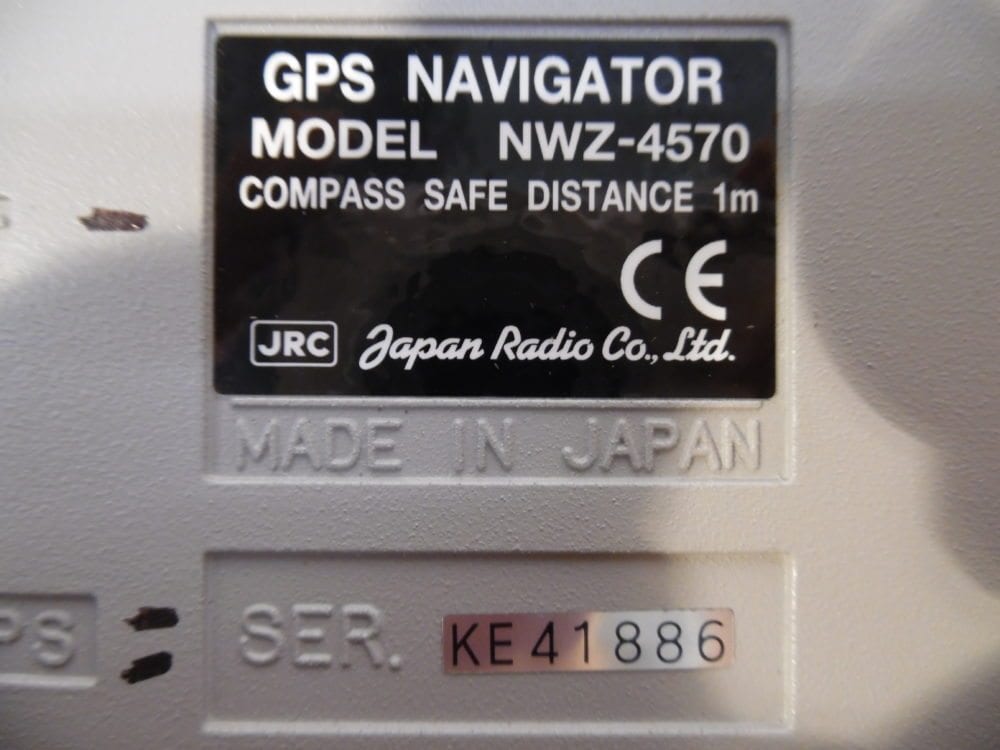 GPS NAVIGATOR
MODEL NWZ-4570
COMPASS SAFE DISTANCE 1m
CE
JRC Japan Radio Co., Ltd.
MADE IN JAPAN
PS
SER. KE41886